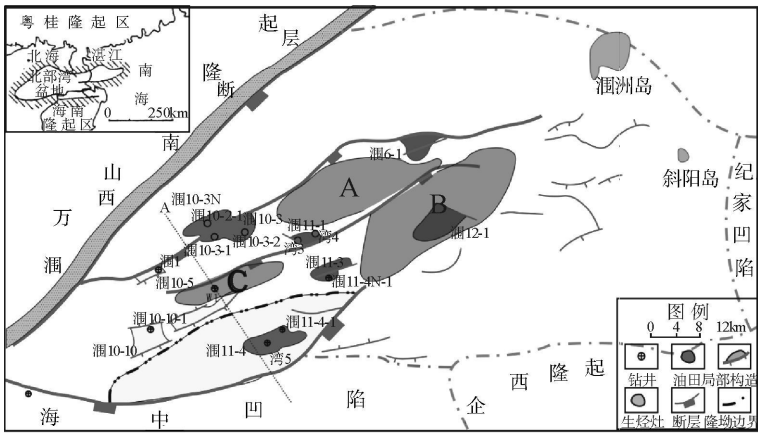 粤桂隆起区
北海
湛江
北部湾
盆地
南
海
海南
隆起区
0 250km
万
山
西
南
隆
断
起
层
涠洲岛
斜阳岛
纪
家
凹
陷
涠
涠6-1
A
B
C
涠12-1
涠10-3N
A
涠10-2-1
涠10-3
涠10-3-1
涠10-3-2
涠11-1
湾4
湾3
涠1
涠10-5
涠11-3
涠11-4N-1
涠10-10-1
涠10-10
涠11-4-1
涠11-4
湾5
海
中
凹
陷
企
西
隆
起
图例
0 4 8 12km
钻井
油田
局部构造
生烃灶
断层
隆坳边界